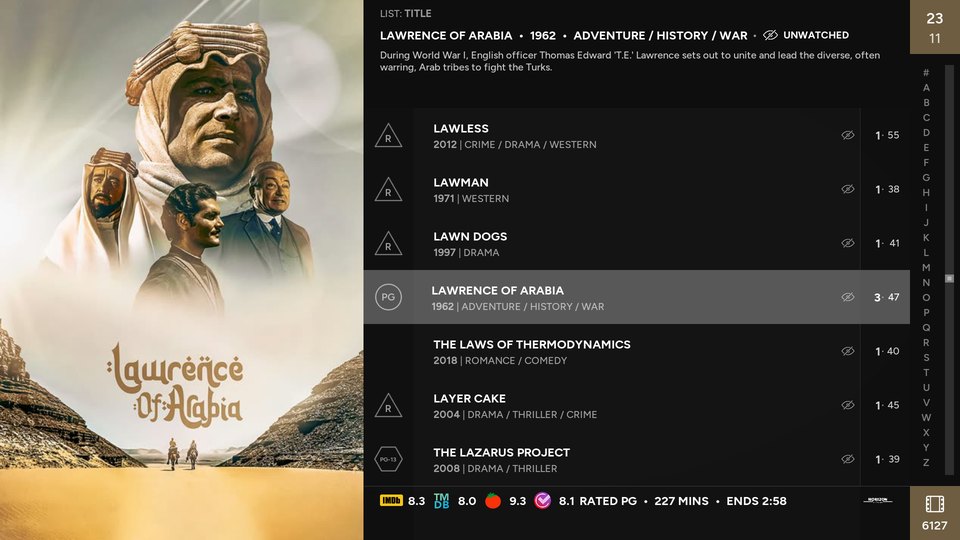 LIST: TITLE
LAWRENCE OF ARABIA • 1962 • ADVENTURE / HISTORY / WAR · UNWATCHED
During World War I, English officer Thomas Edward 'T.E.' Lawrence sets out to unite and lead the diverse, often
warring, Arab tribes to fight the Turks.
23
11
R
LAWLESS
2012 | CRIME / DRAMA / WESTERN
1· 55
R
LAWMAN
1971 | WESTERN
1· 38
R
LAWN DOGS
1997 | DRAMA
1· 41
PG
LAWRENCE OF ARABIA
1962 | ADVENTURE / HISTORY / WAR
3· 47
THE LAWS OF THERMODYNAMICS
2018 | ROMANCE / COMEDY
1· 40
R
LAYER CAKE
2004 | DRAMA / THRILLER / CRIME
1· 45
PG-13
THE LAZARUS PROJECT
2008 | DRAMA / THRILLER
1· 39
IMDb 8.3 TMDB 8.0 9.3 8.1 RATED PG • 227 MINS • ENDS 2:58
HORIZON
6127
#
A
B
C
D
E
F
G
H
I
J
K
L
M
N
O
P
Q
R
S
T
U
V
W
X
Y
Z
Lawrence
Of Arabia